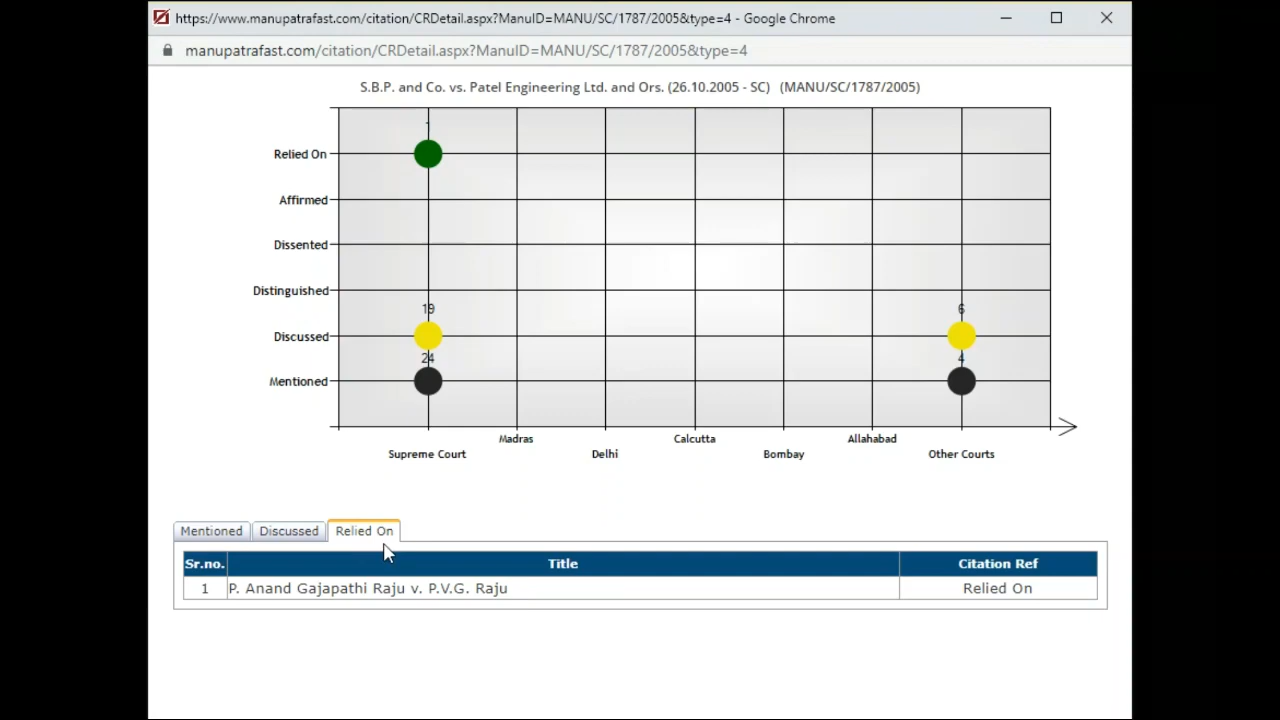 https://www.manupatrafast.com/citation/CRDetail.aspx?ManuID=MANU/SC/1787/2005&type=4 - Google Chrome
manupatrafast.com/citation/CRDetail.aspx?ManuID=MANU/SC/1787/2005&type=4
S.B.P. and Co. vs. Patel Engineering Ltd. and Ors. (26.10.2005 - SC) (MANU/SC/1787/2005)
1
Relied On
Affirmed
Dissented
Distinguished
19 6
Discussed
24 4
Mentioned
Madras Calcutta Allahabad
Supreme Court Delhi Bombay Other Courts
Mentioned Discussed Relied On
Sr.no. Title Citation Ref
1 P. Anand Gajapathi Raju v. P.V.G. Raju Relied On